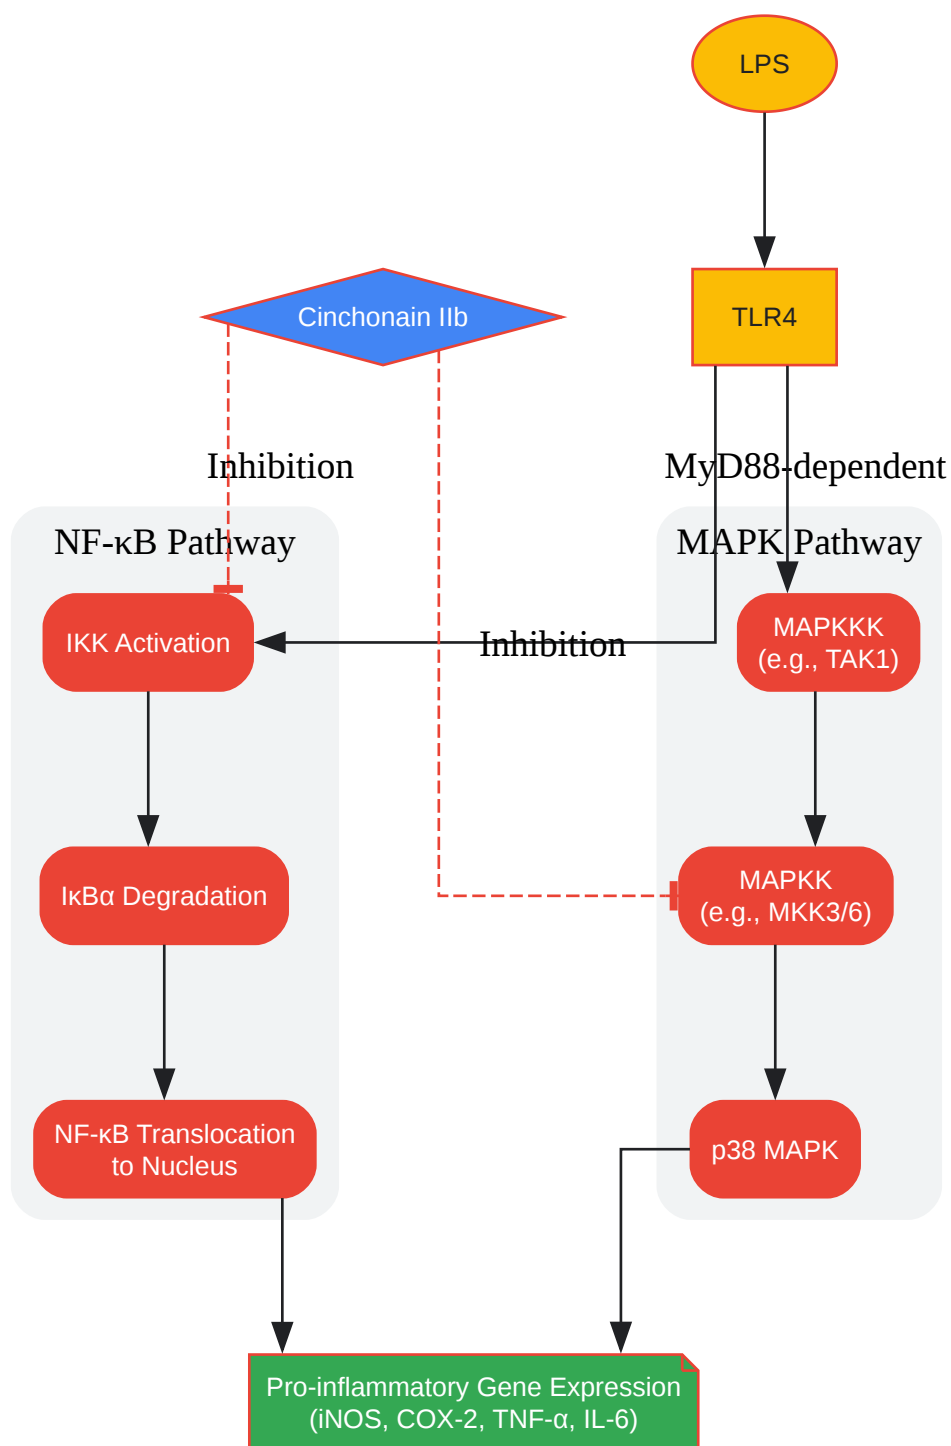 LPS
Cinchonain IIb
TLR4
Inhibition
MyD88-dependent
NF-κB Pathway
MAPK Pathway
IKK Activation
Inhibition
MAPKKK
(e.g., TAK1)
IκBα Degradation
MAPKK
(e.g., MKK3/6)
NF-κB Translocation
to Nucleus
p38 MAPK
Pro-inflammatory Gene Expression
(iNOS, COX-2, TNF-α, IL-6)